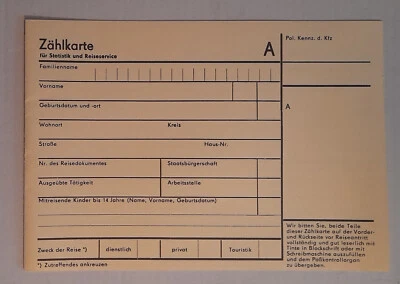 Zählkarte
für Statistik und Reiseservice
A
Familienname
Vorname
Geburtsdatum und -ort
Wohnort Kreis
Straße Haus-Nr.
Nr. des Reisedokumentes Staatsbürgerschaft
Ausgeübte Tätigkeit Arbeitsstelle
Mitreisende Kinder bis 14 Jahre (Name, Vorname, Geburtsdatum)
Zweck der Reise *) dienstlich privat Touristik
*) Zutreffendes ankreuzen
Pol. Kennz. d. Kfz
A
Wir bitten Sie, beide Teile
dieser Zählkarte auf der Vorder-
und Rückseite vor Reiseantritt
vollständig und gut leserlich mit
Tinte in Blockschrift oder mit
Schreibmaschine auszufüllen
und dem Paßkontrollorgan
zu übergeben.